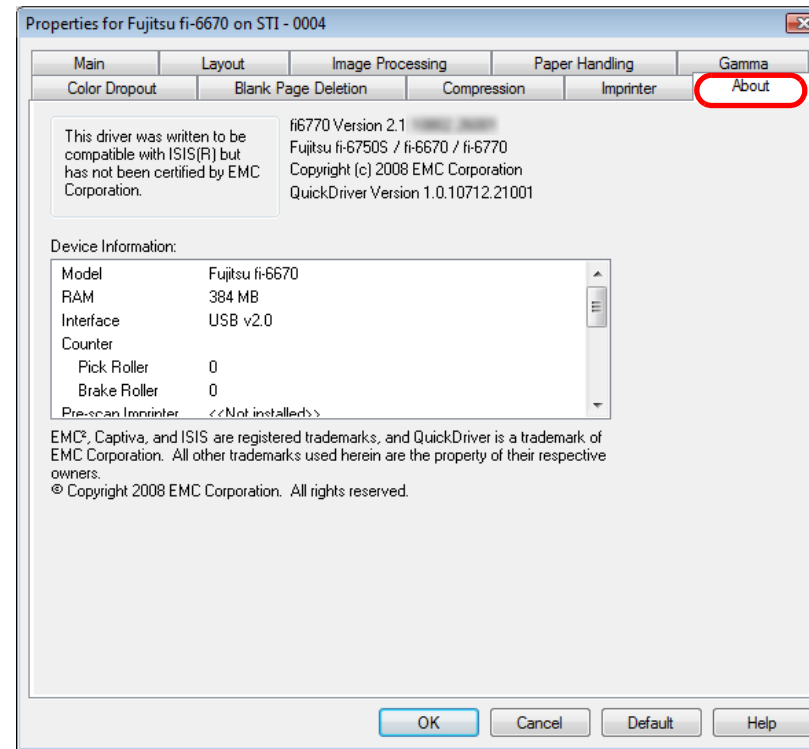 Properties for Fujitsu fi-6670 on STI - 0004
Main Layout Image Processing Paper Handling Gamma
Color Dropout Blank Page Deletion Compression Imprinter About
This driver was written to be
compatible with ISIS(R) but
has not been certified by EMC
Corporation.
fi6770 Version 2.1
Fujitsu fi-6750S / fi-6670 / fi-6770
Copyright (c) 2008 EMC Corporation
QuickDriver Version 1.0.10712.21001
Device Information:
Model Fujitsu fi-6670
RAM 384 MB
Interface USB v2.0
Counter
Pick Roller 0
Brake Roller 0
Pre-scan Imprinter <<Not installed>>
EMC², Captiva, and ISIS are registered trademarks, and QuickDriver is a trademark of
EMC Corporation. All other trademarks used herein are the property of their respective
owners.
© Copyright 2008 EMC Corporation. All rights reserved.
OK Cancel Default Help